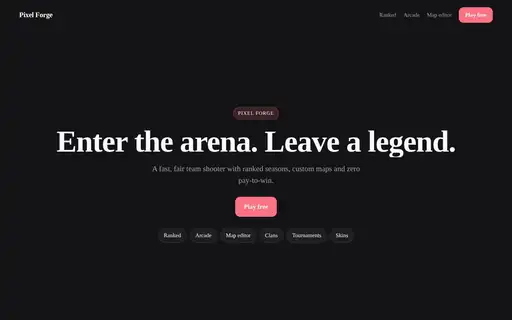 Pixel Forge
Ranked Arcade Map editor Play free
PIXEL FORGE
Enter the arena. Leave a legend.
A fast, fair team shooter with ranked seasons, custom maps and zero
pay-to-win.
Play free
Ranked Arcade Map editor Clans Tournaments Skins